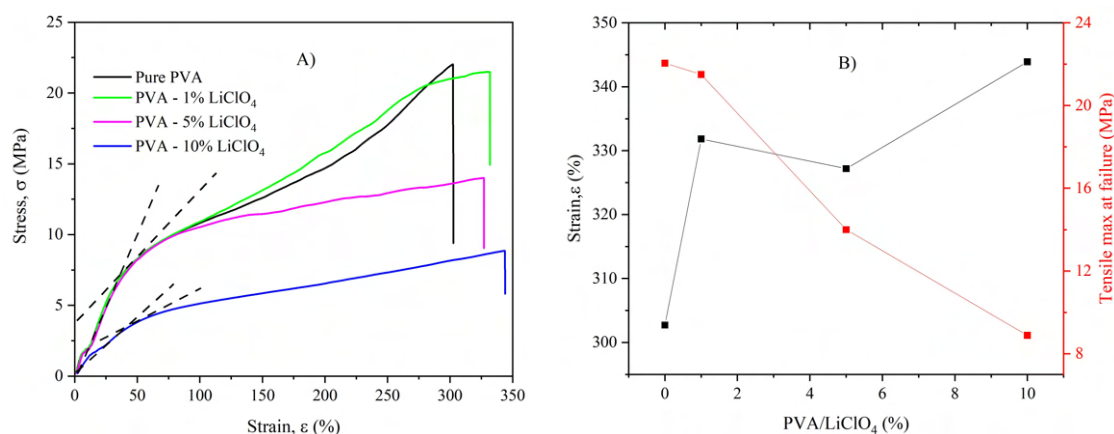 A)
Pure PVA
PVA - 1% LiClO₄
PVA - 5% LiClO₄
PVA - 10% LiClO₄
Stress, σ (MPa)
25
20
15
10
5
0
0 50 100 150 200 250 300 350
Strain, ε (%)
B)
Strain,ε (%)
350
340
330
320
310
300
0 2 4 6 8 10
PVA/LiClO₄ (%)
24
20
16
12
8
Tensile max at failure (MPa)